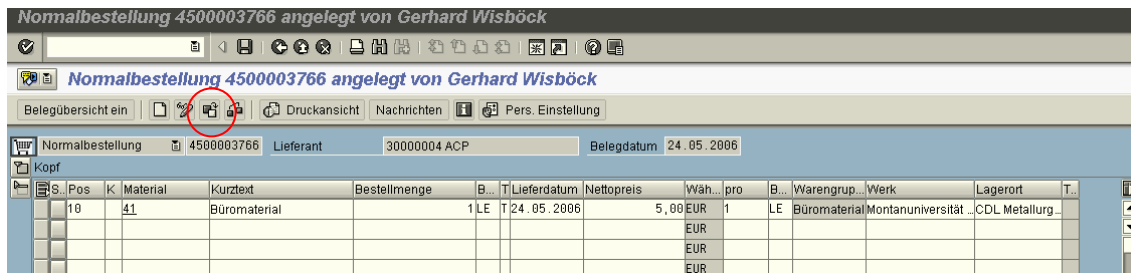 Normalbestellung 4500003766 angelegt von Gerhard Wisböck
Normalbestellung 4500003766 angelegt von Gerhard Wisböck
Belegübersicht ein Druckansicht Nachrichten Pers. Einstellung
Normalbestellung 4500003766 Lieferant 30000004 ACP Belegdatum 24.05.2006
Kopf
S.. Pos K Material Kurztext Bestellmenge B... T Lieferdatum Nettopreis Wäh... pro B... Warengrup... Werk Lagerort T..
10 41 Büromaterial 1 LE T 24.05.2006 5,00 EUR 1 LE Büromaterial Montanuniversität .. CDL Metallurg..
EUR
EUR
EUR